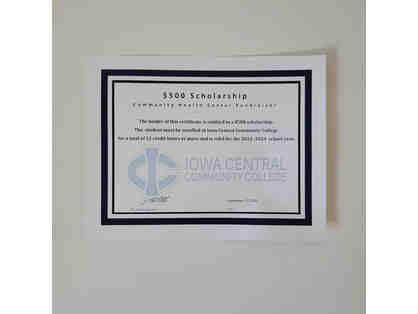 $500 Scholarship
Community Health Center Fundraiser
The holder of this certificate is entitled to a $500 scholarship.
The student must be enrolled at Iowa Central Community College
for a total of 12 credit hours or more and is valid for the 2023-2024 school year.
IOWA CENTRAL
COMMUNITY COLLEGE